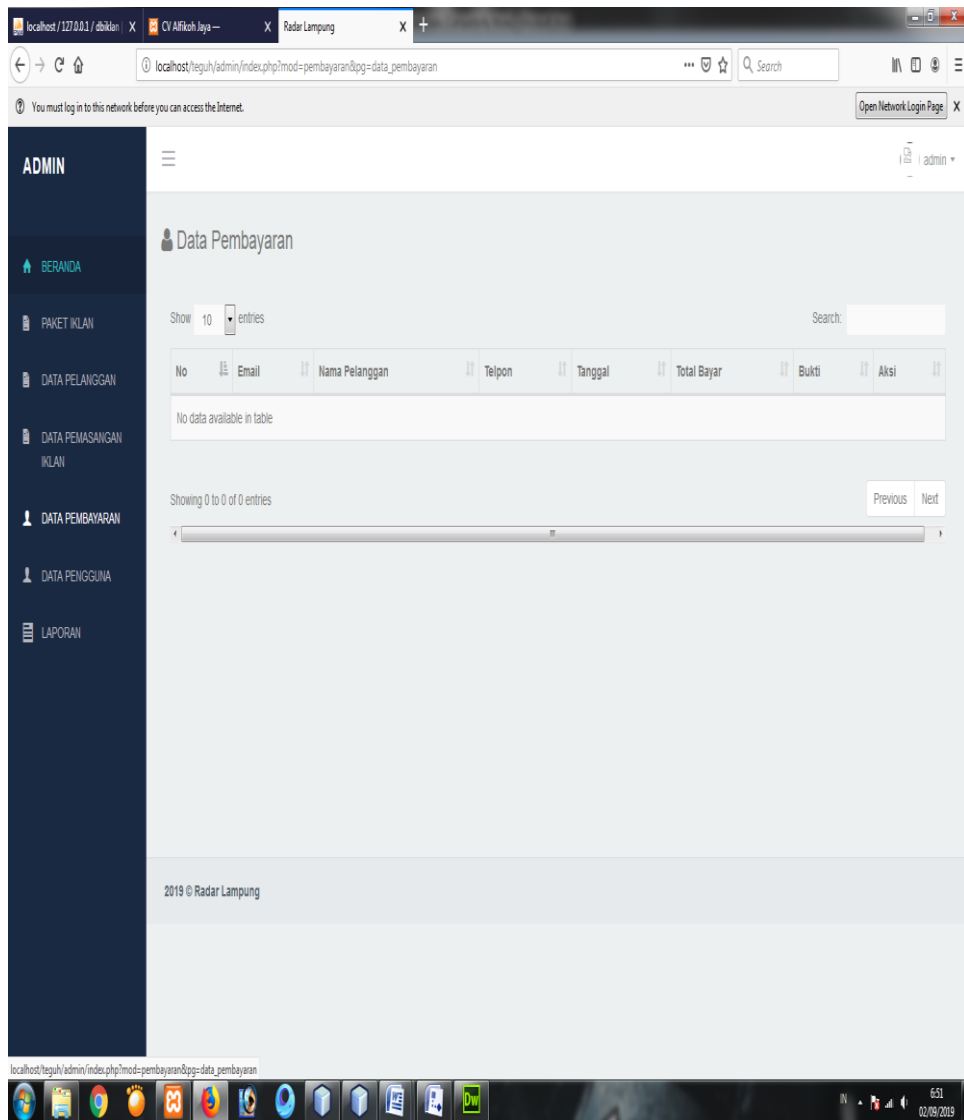 localhost / 127.0.0.1 / dbiklan | X CV Alfikoh Jaya — X Radar Lampung X +
localhost/teguh/admin/index.php?mod=pembayaran&pg=data_pembayaran Search
You must log in to this network before you can access the Internet. Open Network Login Page X
ADMIN
admin
Data Pembayaran
BERANDA
PAKET IKLAN
DATA PELANGGAN
DATA PEMASANGAN
IKLAN
DATA PEMBAYARAN
DATA PENGGUNA
LAPORAN
Show 10 entries Search:
No Email Nama Pelanggan Telpon Tanggal Total Bayar Bukti Aksi
No data available in table
Showing 0 to 0 of 0 entries Previous Next
2019 © Radar Lampung
localhost/teguh/admin/index.php?mod=pembayaran&pg=data_pembayaran
Dw IN 6:51
02/09/2019